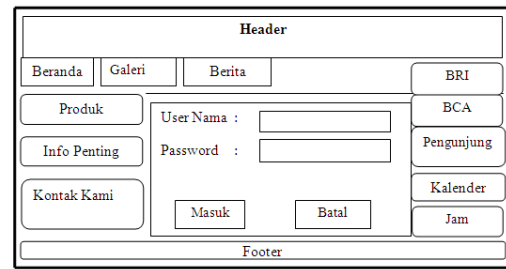 Header
Beranda
Galeri
Berita
BRI
Produk
User Nama :
BCA
Info Penting
Password :
Pengunjung
Kontak Kami
Kalender
Masuk
Batal
Jam
Footer